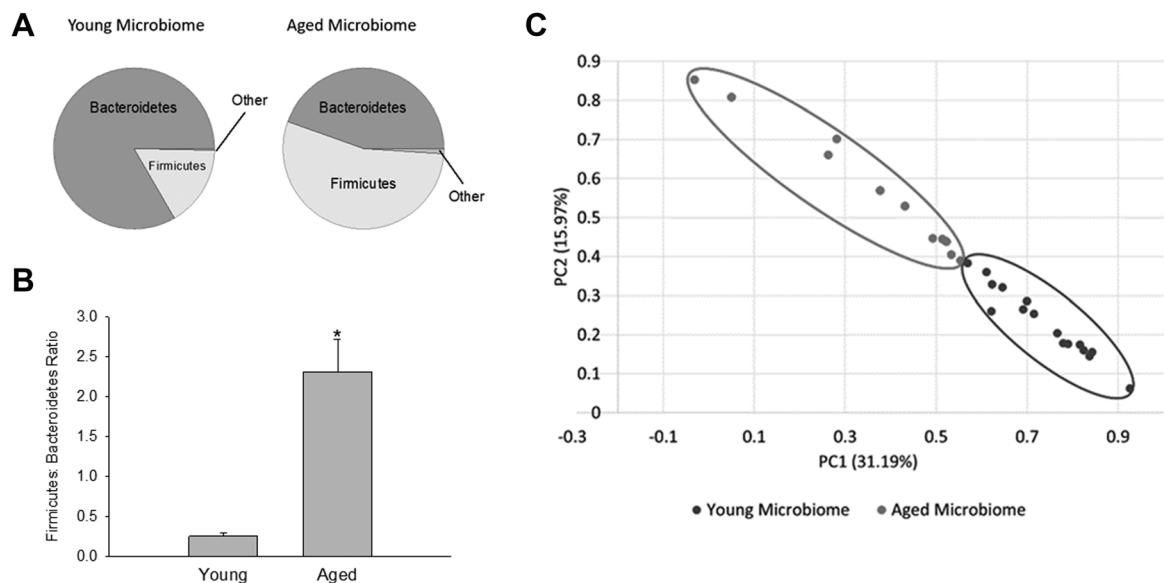 A
Young Microbiome
Aged Microbiome
Bacteroidetes
Other
Firmicutes
Bacteroidetes
Firmicutes
Other
B
Firmicutes: Bacteroidetes Ratio
3.0
2.5
2.0
1.5
1.0
0.5
0.0
*
Young
Aged
C
PC2 (15.97%)
0.9
0.8
0.7
0.6
0.5
0.4
0.3
0.2
0.1
0
-0.3
-0.1
0.1
0.3
0.5
0.7
0.9
PC1 (31.19%)
Young Microbiome
Aged Microbiome